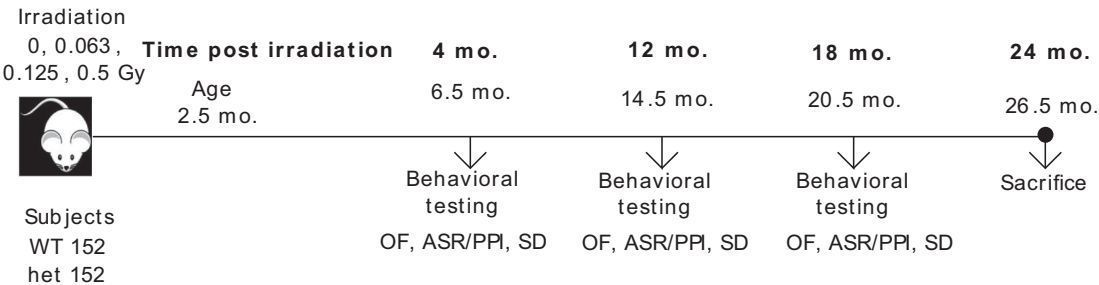 Irradiation
0, 0.063 ,
0.125 , 0.5 Gy
Time post irradiation 4 mo. 12 mo. 18 mo. 24 mo.
Age 6.5 mo. 14.5 mo. 20.5 mo. 26.5 mo.
2.5 mo.
Behavioral Behavioral Behavioral Sacrifice
testing testing testing
OF, ASR/PPI, SD OF, ASR/PPI, SD OF, ASR/PPI, SD
Subjects
WT 152
het 152